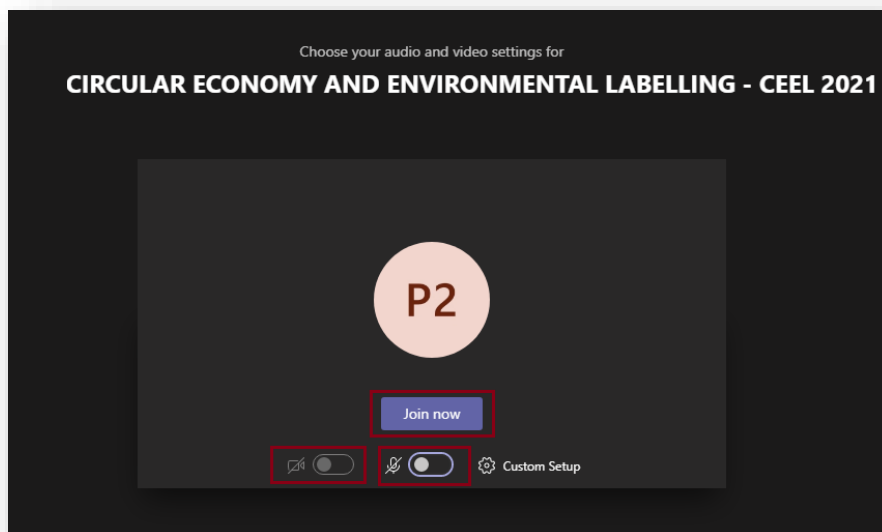 Choose your audio and video settings for
CIRCULAR ECONOMY AND ENVIRONMENTAL LABELLING - CEEL 2021
P2
Join now
Custom Setup